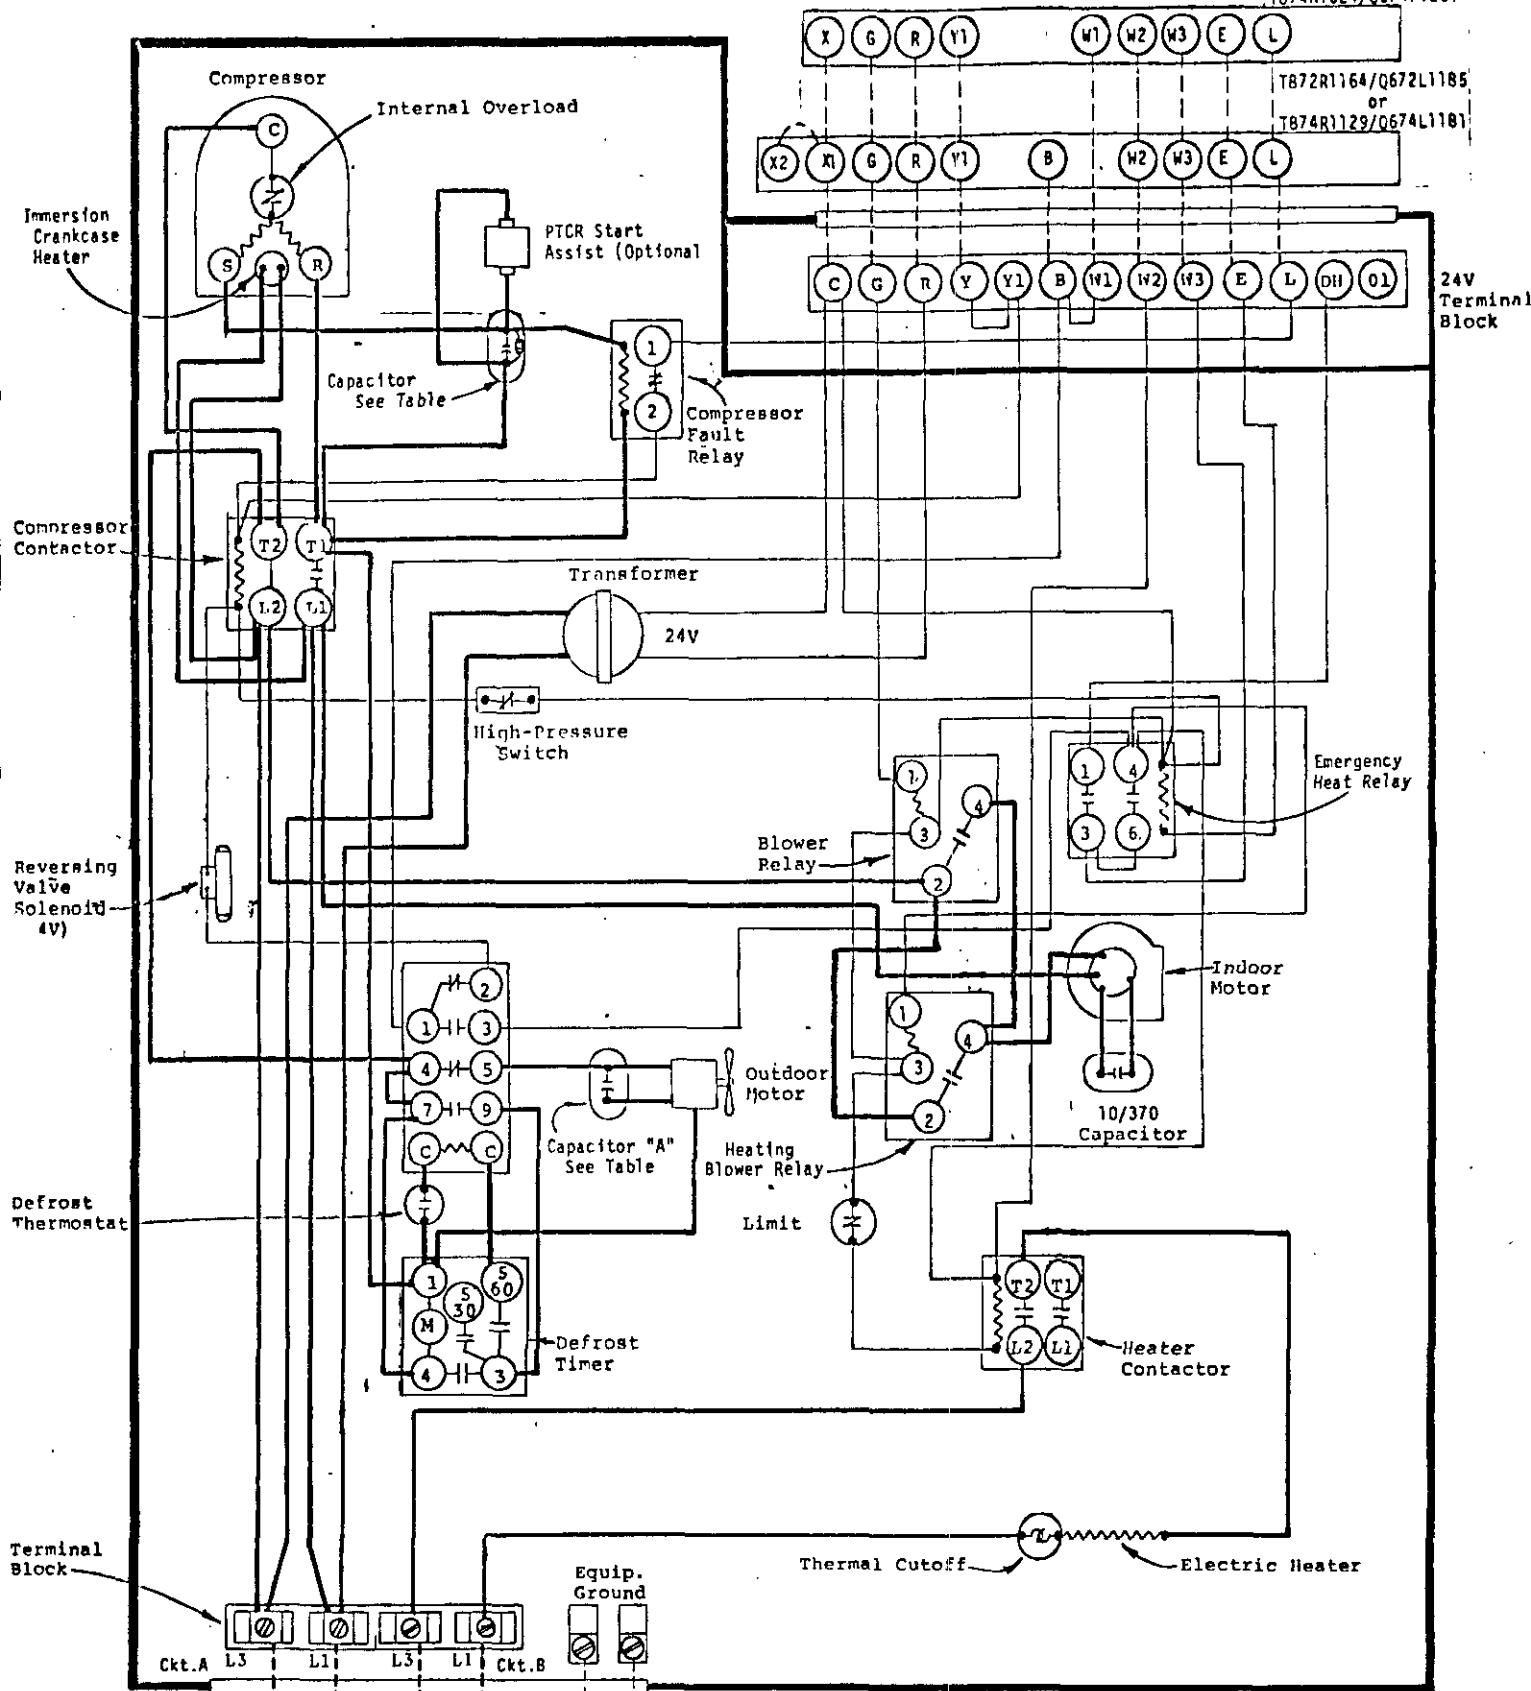 X G R Y1 W1 W2 W3 E L
T872R1164/Q672L1185
or
T874R1129/Q674L1181
X2 X1 G R Y1 B W2 W3 E L
Compressor
Internal Overload
C
S R
Immersion
Crankcase
Heater
PTCR Start
Assist (Optional
C G R Y Y1 B W1 W2 W3 E L DH O1
24V
Terminal
Block
1
2
Capacitor
See Table
Compressor
Fault
Relay
Compressor
Contactor
T2 T1
L2 L1
Transformer
24V
High-Pressure
Switch
1
4
3
2
Blower
Relay
1 4
3 6
Emergency
Heat Relay
Reversing
Valve
Solenoid
4V)
Indoor
Motor
2
1 3
4 5
7 9
C C
Outdoor
Motor
Capacitor "A"
See Table
1
4
3
2
Heating
Blower Relay
10/370
Capacitor
Defrost
Thermostat
Limit
1 S 30 S 60
M
4 3
Defrost
Timer
T2 T1
L2 L1
Heater
Contactor
Thermal Cutoff
Electric Heater
Terminal
Block
Equip.
Ground
Ckt.A L3 L1 L3 L1 Ckt.B